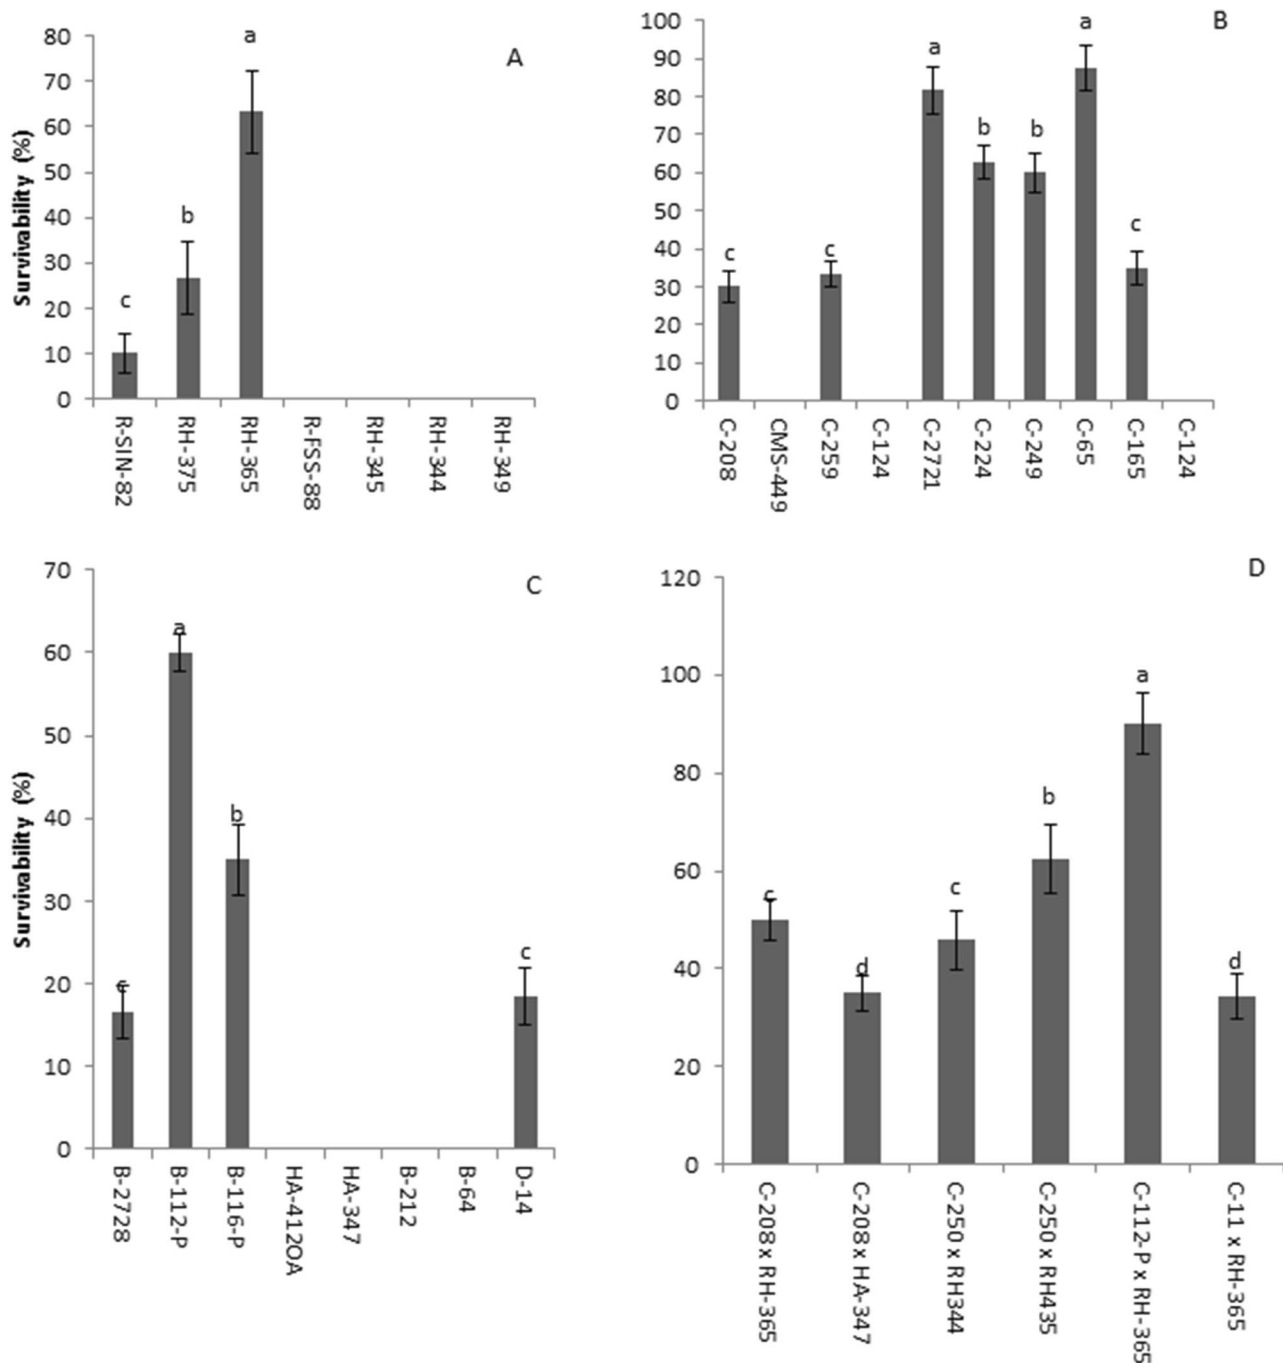 A
Survivability (%)
80
70
60
50
40
30
20
10
0
c
b
a
R-SIN-82
RH-375
RH-365
R-FSS-88
RH-345
RH-344
RH-349
B
100
90
80
70
60
50
40
30
20
10
0
c
c
a
b
b
a
c
C-208
CMS-449
C-259
C-124
C-2721
C-224
C-249
C-65
C-165
C-124
C
Survivability (%)
70
60
50
40
30
20
10
0
c
a
b
c
B-2728
B-112-P
B-116-P
HA-412OA
HA-347
B-212
B-64
D-14
D
120
100
80
60
40
20
0
c
d
c
b
a
d
C-208 x RH-365
C-208 x HA-347
C-250 x RH344
C-250 x RH435
C-112-P x RH-365
C-11 x RH-365